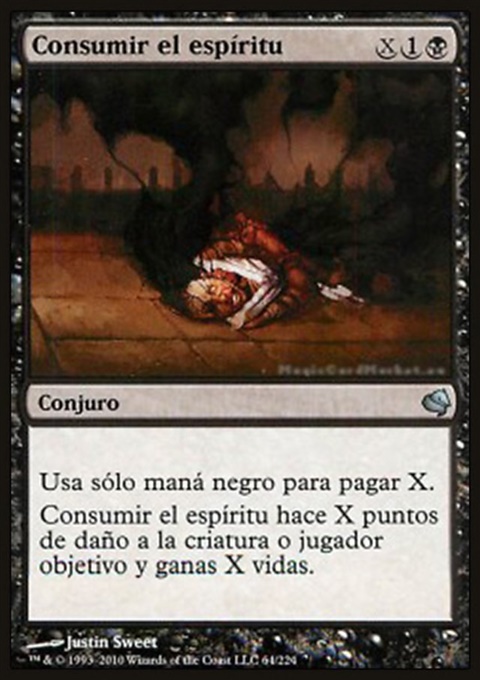 Consumir el espíritu X1
MagicCardMarket.eu
Conjuro
Usa sólo maná negro para pagar X.
Consumir el espíritu hace X puntos
de daño a la criatura o jugador
objetivo y ganas X vidas.
Justin Sweet
™ & © 1993–2010 Wizards of the Coast LLC 64/224